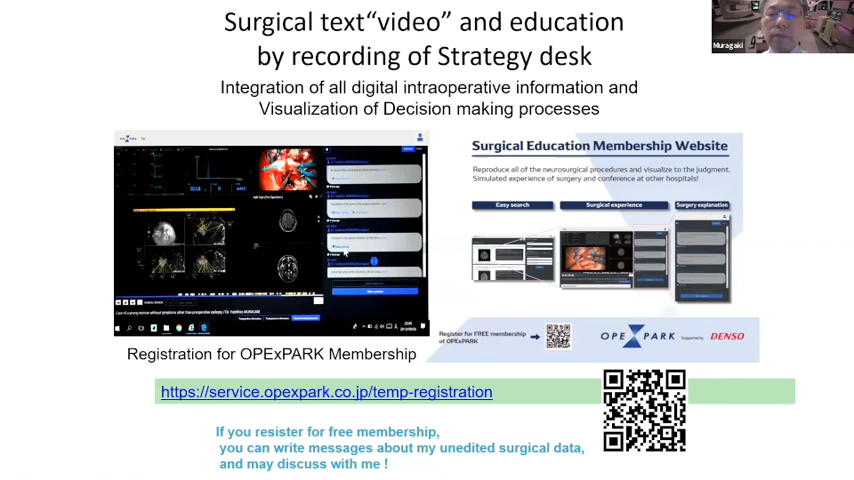 Surgical text“video” and education
by recording of Strategy desk
Muragaki
Integration of all digital intraoperative information and
Visualization of Decision making processes
Surgical Education Membership Website
Reproduce all of the neurosurgical procedures and visualize to the judgment.
Simulated experience of surgery and conference at other hospitals!
Easy search
Surgical experience
Surgery explanation
Register for FREE membership
of OPExPARK
OPE PARK
Supported by DENSO
Registration for OPExPARK Membership
https://service.opexpark.co.jp/temp-registration
If you resister for free membership,
you can write messages about my unedited surgical data,
and may discuss with me !